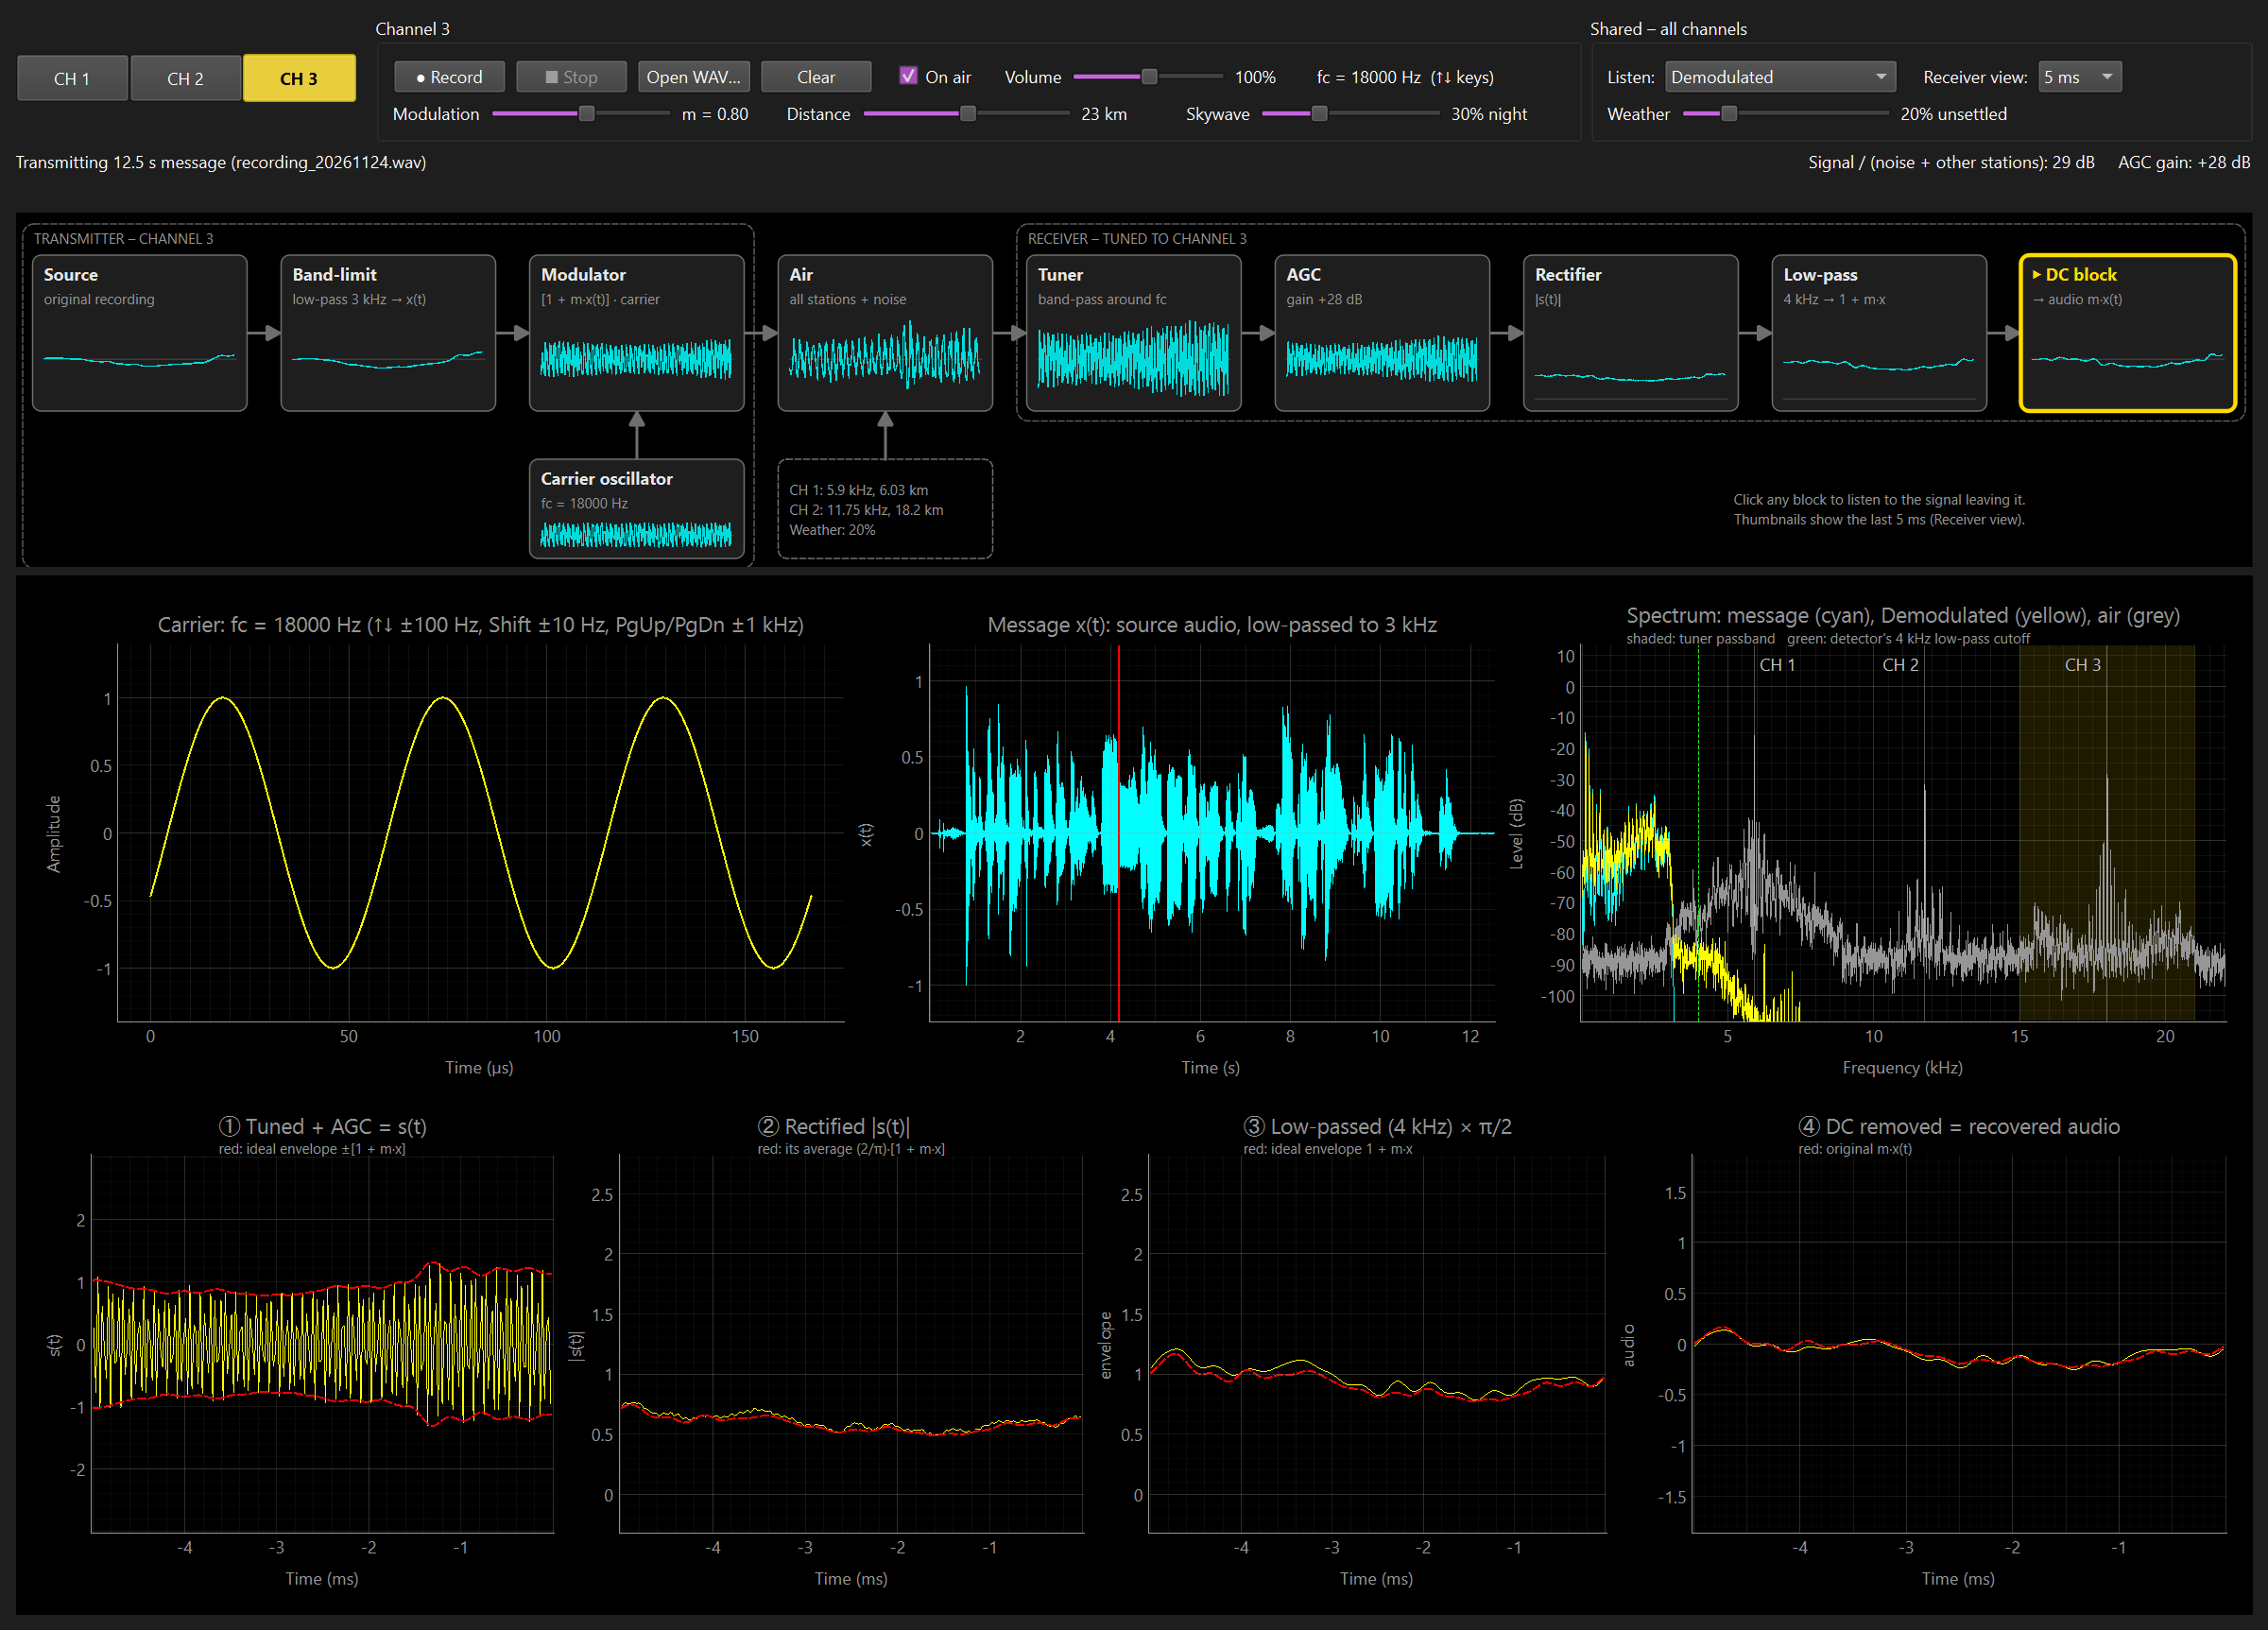 Channel 3
Shared – all channels
CH 1
CH 2
CH 3
● Record
■ Stop
Open WAV...
Clear
On air
Volume
100%
fc = 18000 Hz (↑↓ keys)
Modulation
m = 0.80
Distance
23 km
Skywave
30% night
Listen:
Demodulated
Receiver view:
5 ms
Weather
20% unsettled
Transmitting 12.5 s message (recording_20261124.wav)
Signal / (noise + other stations): 29 dB AGC gain: +28 dB
TRANSMITTER – CHANNEL 3
RECEIVER – TUNED TO CHANNEL 3
Source
original recording
Band-limit
low-pass 3 kHz → x(t)
Modulator
[1 + m·x(t)] · carrier
Air
all stations + noise
Tuner
band-pass around fc
AGC
gain +28 dB
Rectifier
|s(t)|
Low-pass
4 kHz → 1 + m·x
▸ DC block
→ audio m·x(t)
Carrier oscillator
fc = 18000 Hz
CH 1: 5.9 kHz, 6.03 km
CH 2: 11.75 kHz, 18.2 km
Weather: 20%
Click any block to listen to the signal leaving it.
Thumbnails show the last 5 ms (Receiver view).
Carrier: fc = 18000 Hz (↑↓ ±100 Hz, Shift ±10 Hz, PgUp/PgDn ±1 kHz)
Amplitude
1
0.5
0
-0.5
-1
0 50 100 150
Time (µs)
Message x(t): source audio, low-passed to 3 kHz
x(t)
1
0.5
0
-0.5
-1
2 4 6 8 10 12
Time (s)
Spectrum: message (cyan), Demodulated (yellow), air (grey)
shaded: tuner passband green: detector's 4 kHz low-pass cutoff
CH 1
CH 2
CH 3
Level (dB)
10
0
-10
-20
-30
-40
-50
-60
-70
-80
-90
-100
5 10 15 20
Frequency (kHz)
① Tuned + AGC = s(t)
red: ideal envelope ±[1 + m·x]
s(t)
2
1
0
-1
-2
-4 -3 -2 -1
Time (ms)
② Rectified |s(t)|
red: its average (2/π)·[1 + m·x]
|s(t)|
2.5
2
1.5
1
0.5
0
-4 -3 -2 -1
Time (ms)
③ Low-passed (4 kHz) × π/2
red: ideal envelope 1 + m·x
envelope
2.5
2
1.5
1
0.5
0
-4 -3 -2 -1
Time (ms)
④ DC removed = recovered audio
red: original m·x(t)
audio
1.5
1
0.5
0
-0.5
-1
-1.5
-4 -3 -2 -1
Time (ms)